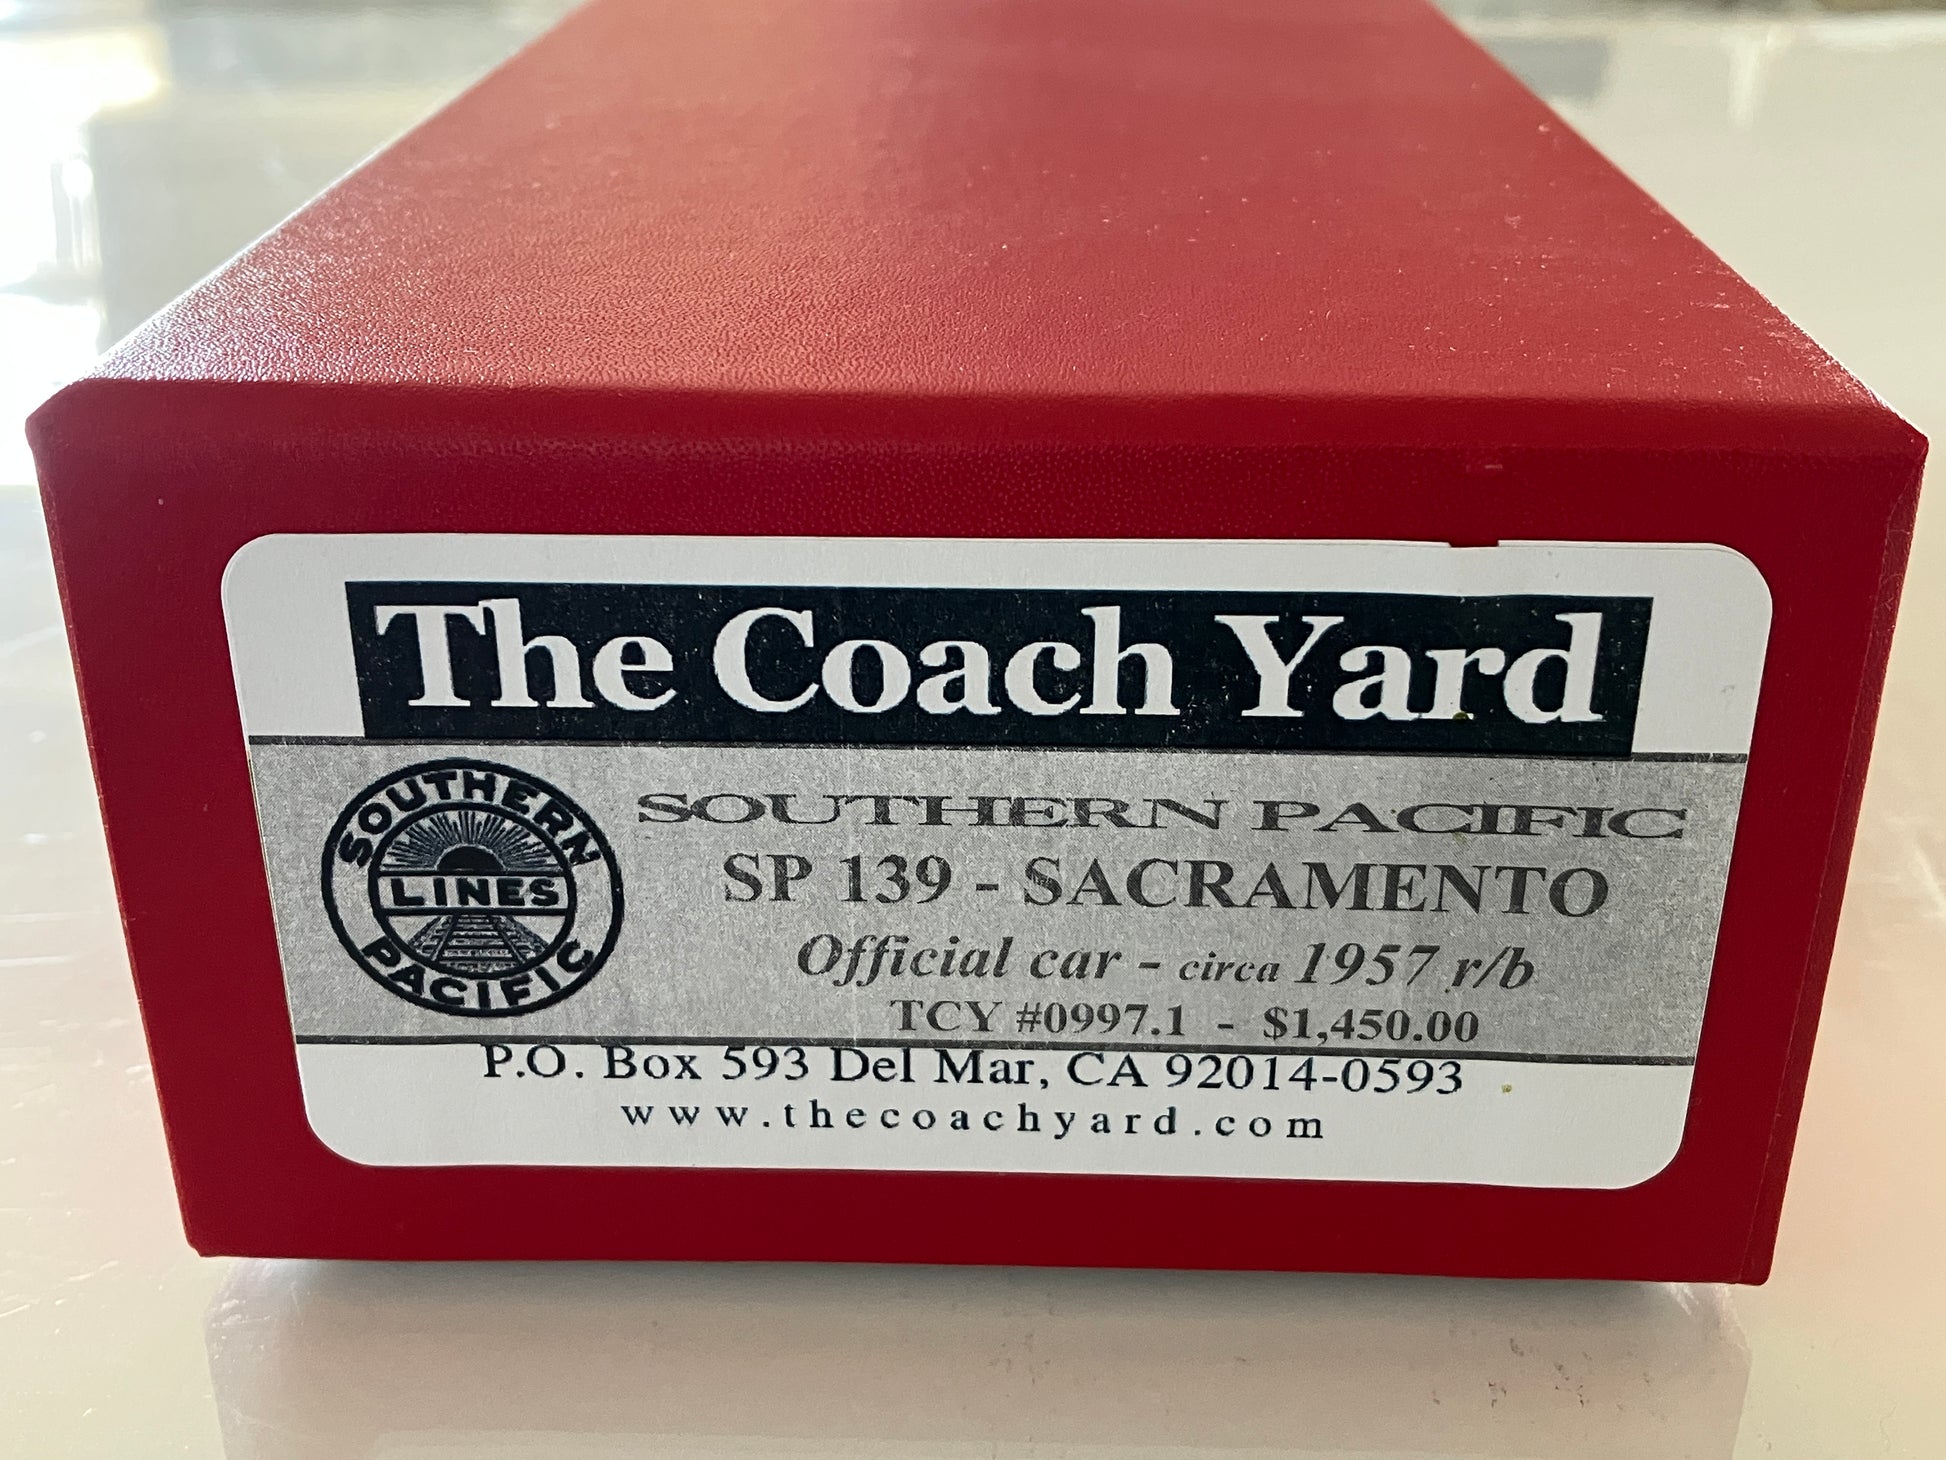 The Coach Yard
SOUTHERN
LINES
PACIFIC
SOUTHERN PACIFIC
SP 139 - SACRAMENTO
Official car - circa 1957 r/b
TCY #0997.1 - $1,450.00
P.O. Box 593 Del Mar, CA 92014-0593
www.thecoachyard.com